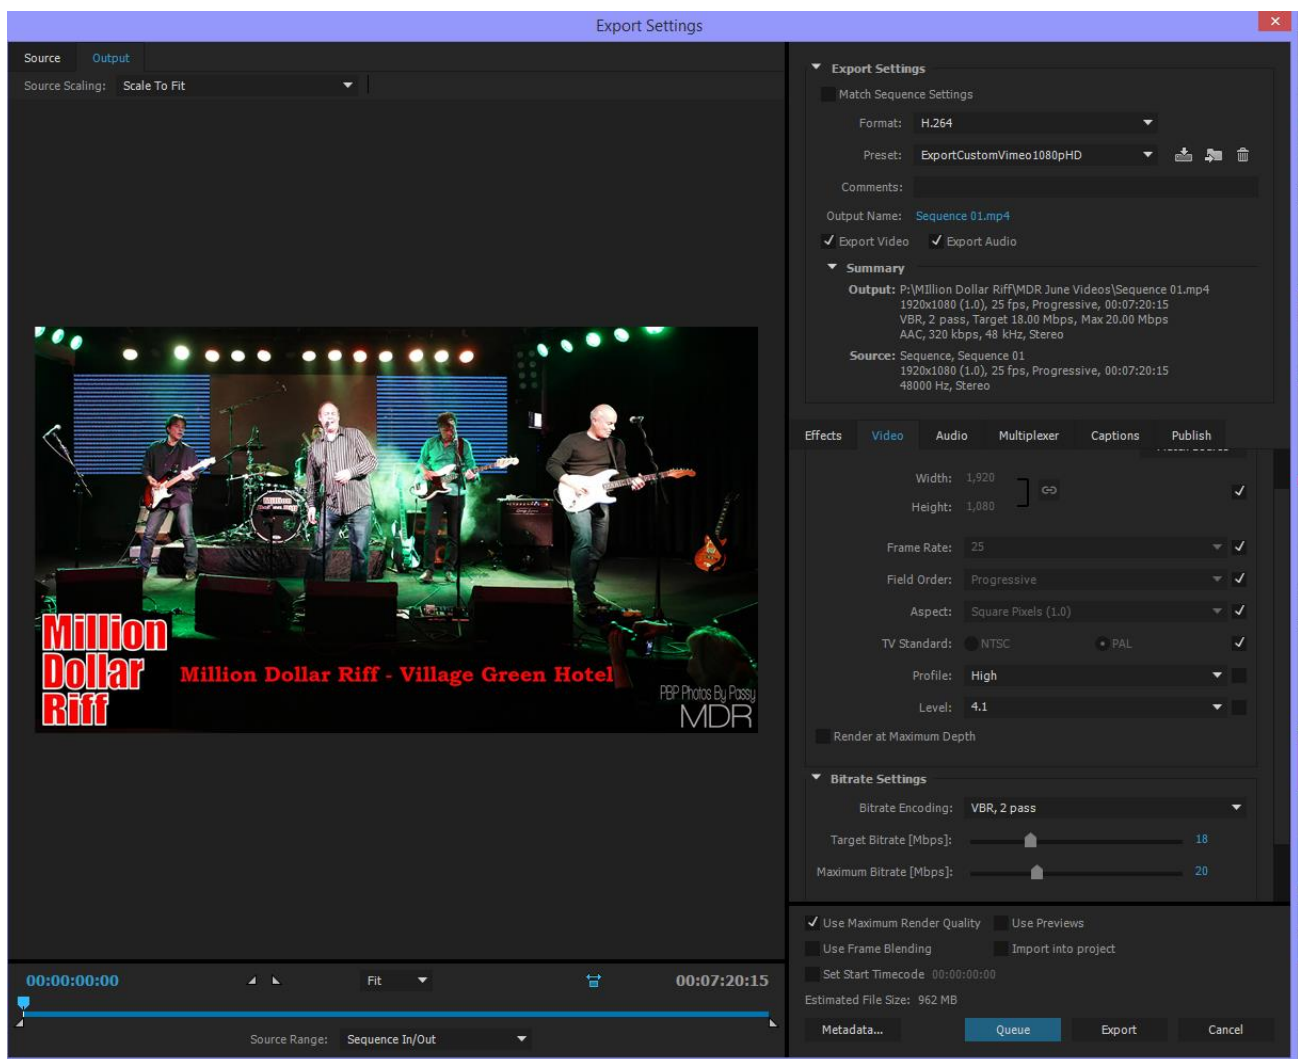 Export Settings
Source Output
Source Scaling: Scale To Fit
Million
Dollar
Riff
Million Dollar Riff - Village Green Hotel
PBP Photos By Passy
MDR
00:00:00:00 Fit 00:07:20:15
Source Range: Sequence In/Out
Export Settings
Match Sequence Settings
Format: H.264
Preset: ExportCustomVimeo1080pHD
Comments:
Output Name: Sequence 01.mp4
Export Video Export Audio
Summary
Output: P:\MIllion Dollar Riff\MDR June Videos\Sequence 01.mp4
1920x1080 (1.0), 25 fps, Progressive, 00:07:20:15
VBR, 2 pass, Target 18.00 Mbps, Max 20.00 Mbps
AAC, 320 kbps, 48 kHz, Stereo
Source: Sequence, Sequence 01
1920x1080 (1.0), 25 fps, Progressive, 00:07:20:15
48000 Hz, Stereo
Effects Video Audio Multiplexer Captions Publish
Width: 1,920
Height: 1,080
Frame Rate: 25
Field Order: Progressive
Aspect: Square Pixels (1.0)
TV Standard: NTSC PAL
Profile: High
Level: 4.1
Render at Maximum Depth
Bitrate Settings
Bitrate Encoding: VBR, 2 pass
Target Bitrate [Mbps]: 18
Maximum Bitrate [Mbps]: 20
Use Maximum Render Quality Use Previews
Use Frame Blending Import into project
Set Start Timecode 00:00:00:00
Estimated File Size: 962 MB
Metadata... Queue Export Cancel